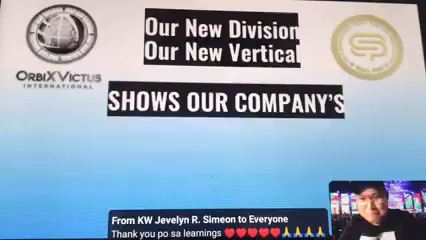 Our New Division
Our New Vertical
ORBIXVICTUS
INTERNATIONAL
SHOWS OUR COMPANY'S
From KW Jevelyn R. Simeon to Everyone
Thank you po sa learnings ❤️❤️❤️❤️❤️🙏🙏🙏🙏